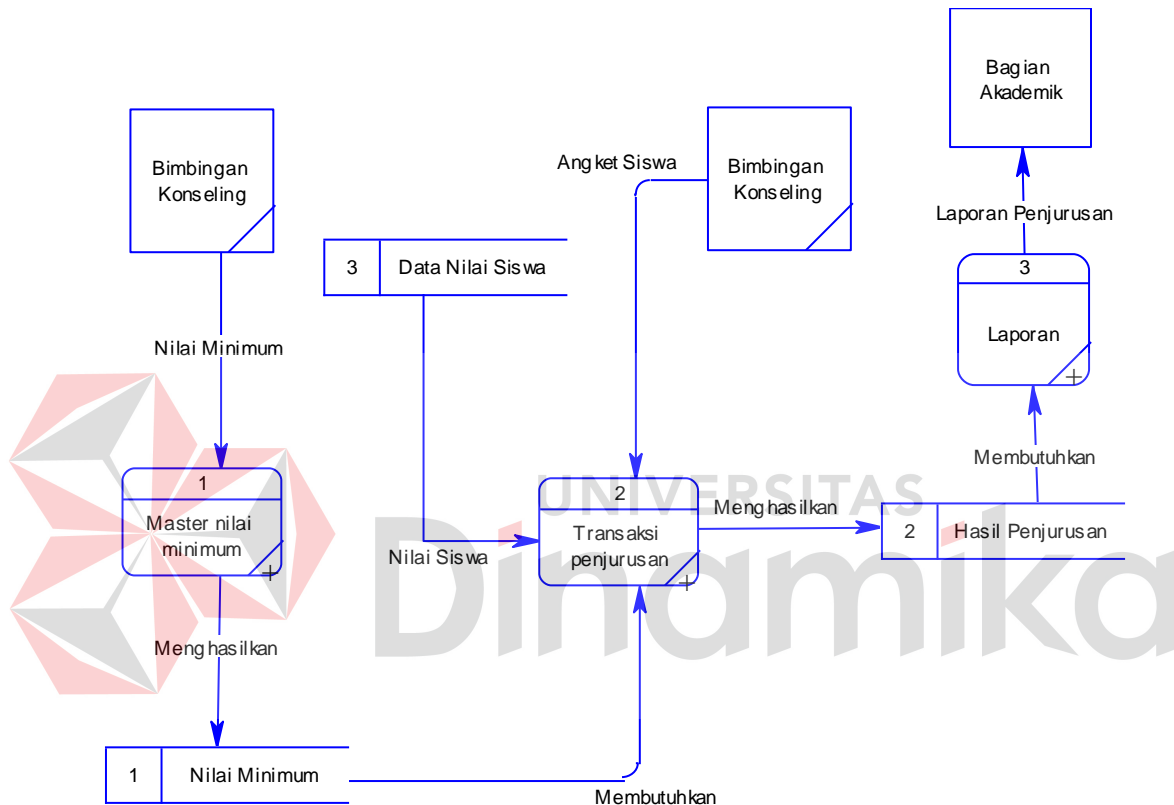 Bagian
Akademik
Bimbingan
Konseling
Angket Siswa
Bimbingan
Konseling
Laporan Penjurusan
3
Data Nilai Siswa
3
Laporan
Nilai Minimum
Membutuhkan
1
Master nilai
minimum
UNIVERSITAS
Dinamika
2
Transaksi
penjurusan
Menghasilkan
2
Hasil Penjurusan
Nilai Siswa
Menghasilkan
1
Nilai Minimum
Membutuhkan